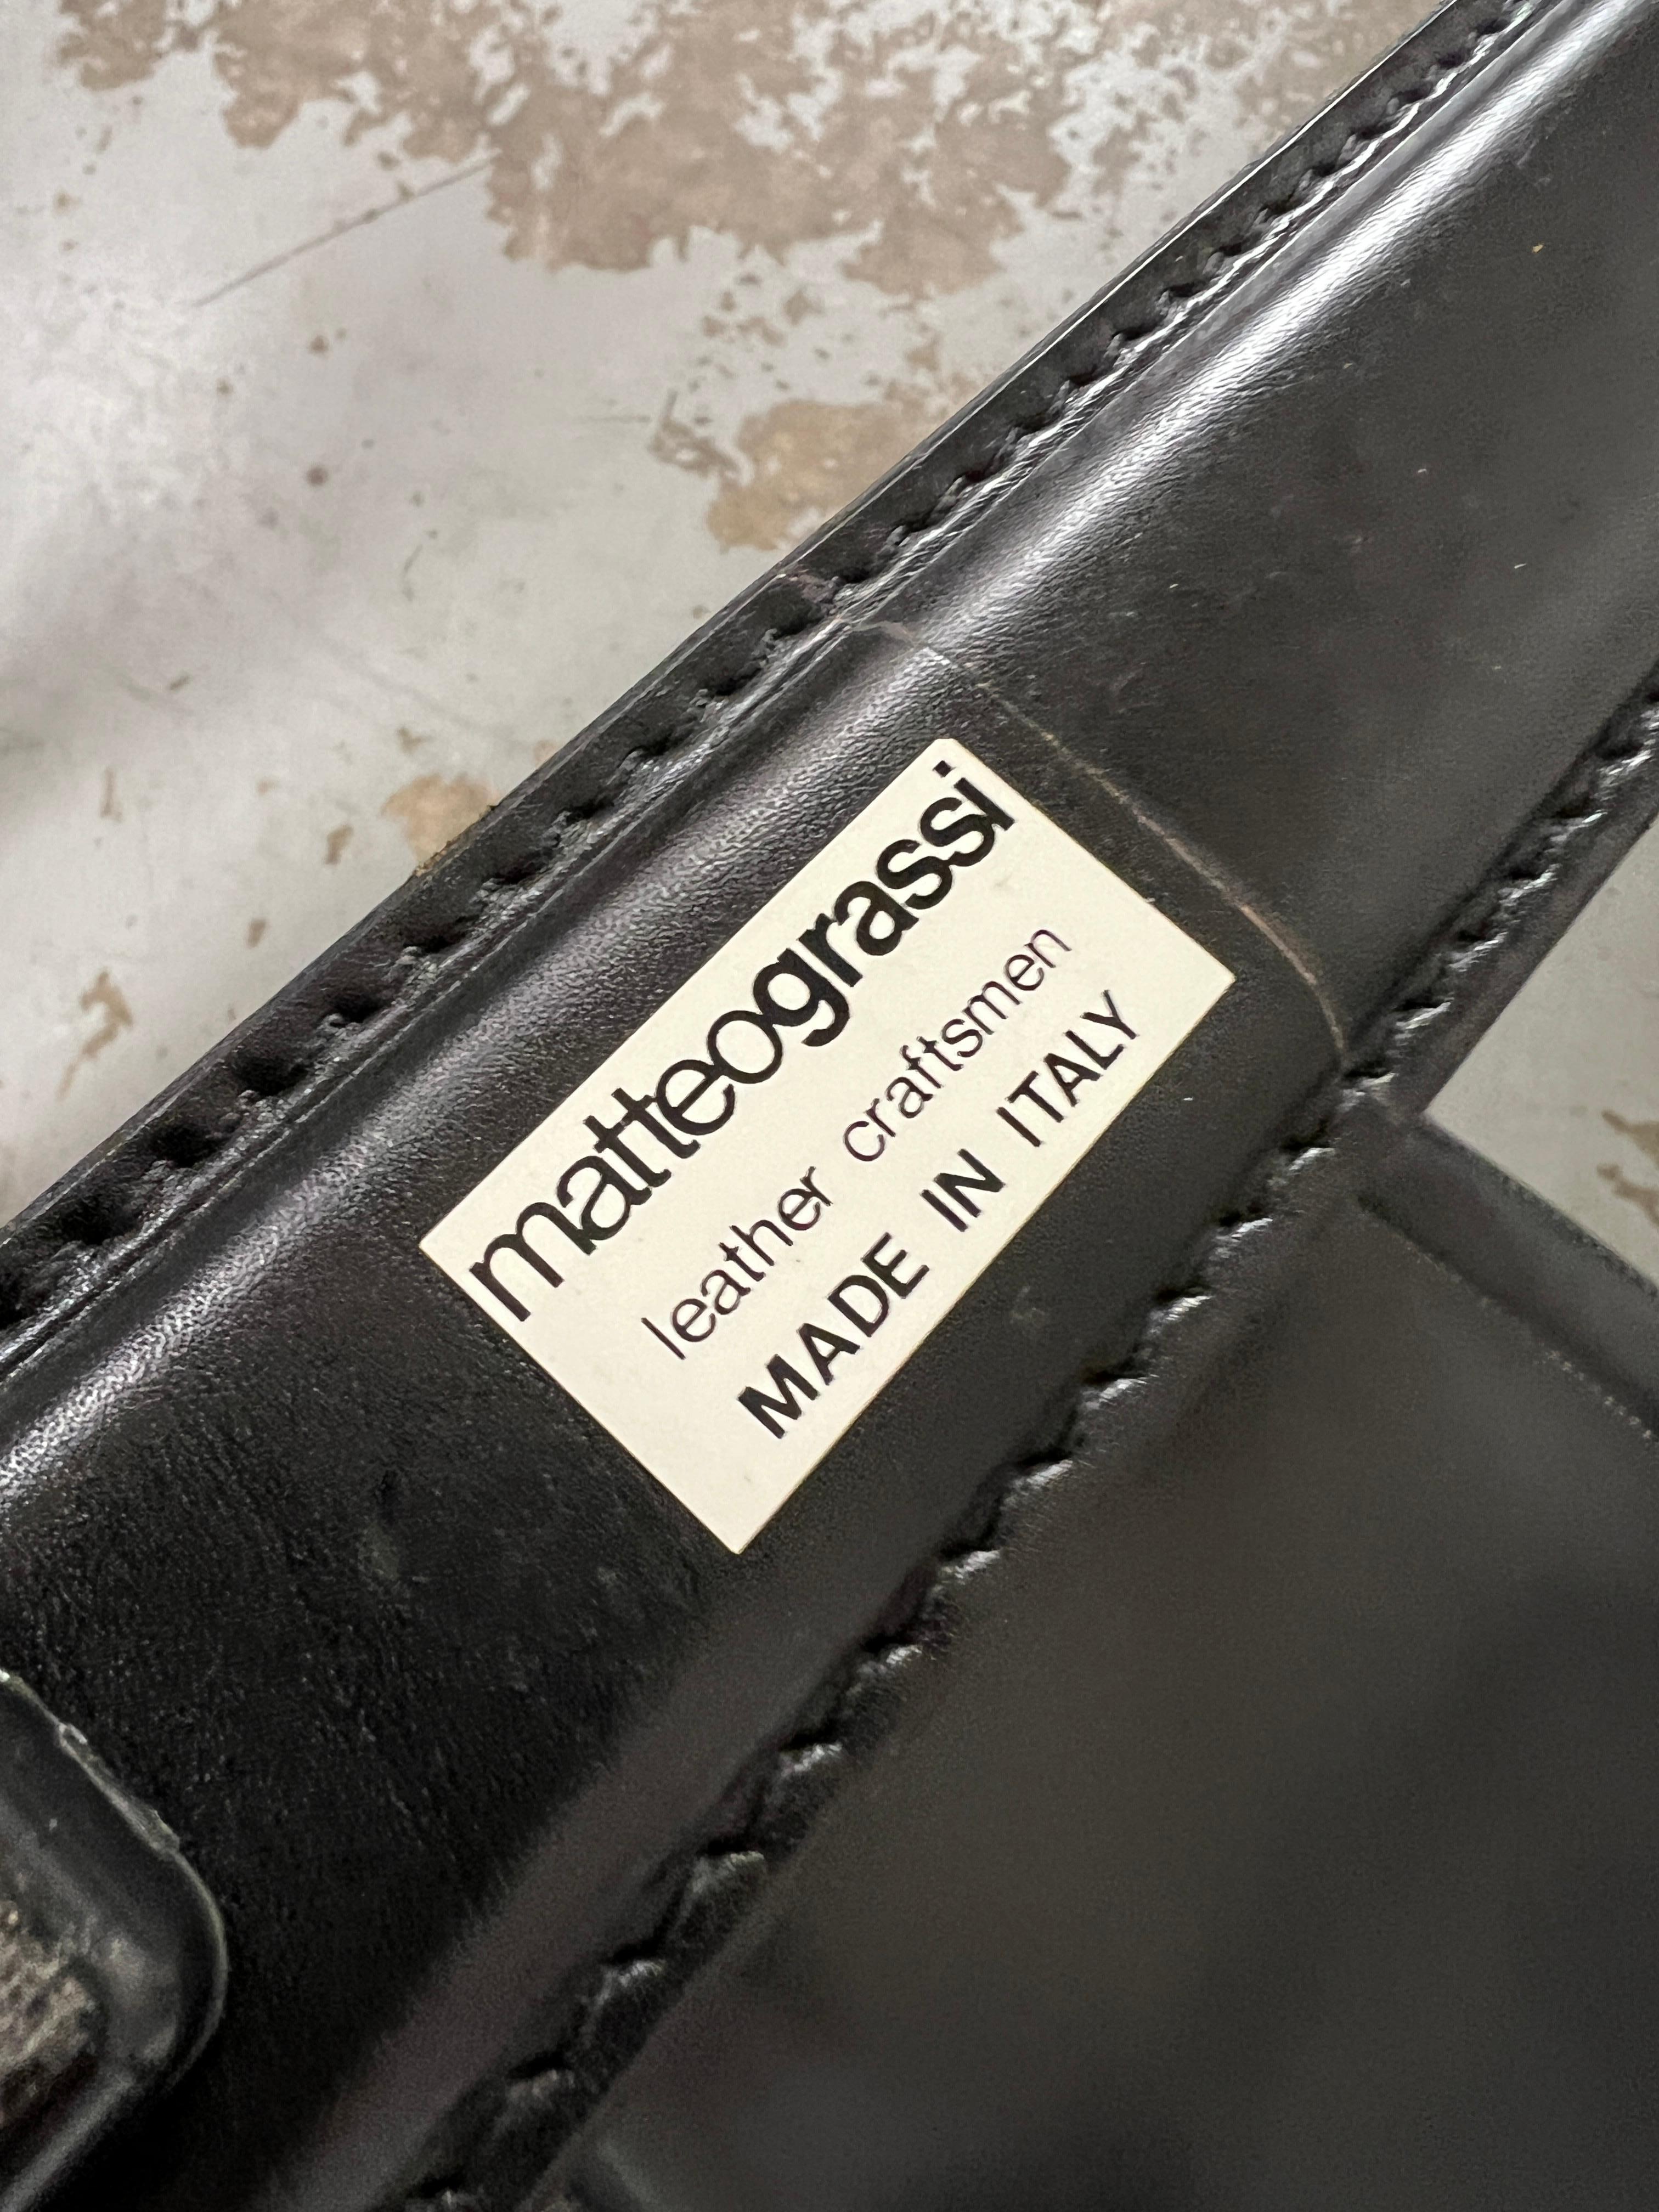 matteograssi
leather craftsmen
MADE IN ITALY